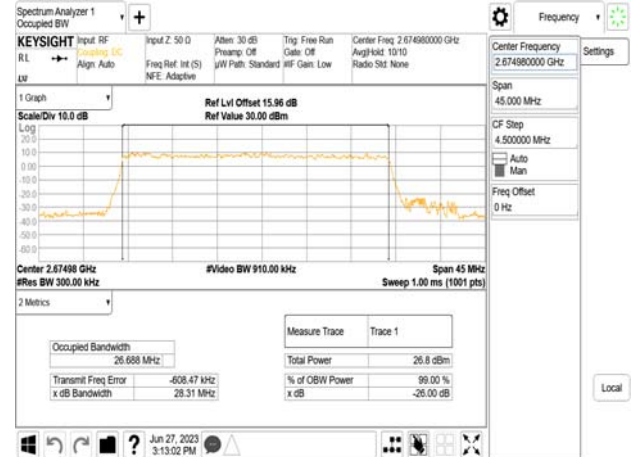 Spectrum Analyzer 1
Occupied BW
Frequency
KEYSIGHT Input: RF
Coupling: DC
Align: Auto
RL
Input Z: 50 Ω
Freq Ref: Int (S)
NFE: Adaptive
Atten: 30 dB
Preamp: Off
µW Path: Standard
Trig: Free Run
Gate: Off
#IF Gain: Low
Center Freq: 2.674980000 GHz
Avg|Hold: 10/10
Radio Std: None
Center Frequency
2.674980000 GHz
Settings
Span
45.000 MHz
CF Step
4.500000 MHz
Auto
Man
Freq Offset
0 Hz
Local
1 Graph
Scale/Div 10.0 dB
Ref Lvl Offset 15.96 dB
Ref Value 30.00 dBm
Log
20.0
10.0
0.00
-10.0
-20.0
-30.0
-40.0
-50.0
-60.0
Center 2.67498 GHz
#Video BW 910.00 kHz
Span 45 MHz
#Res BW 300.00 kHz
Sweep 1.00 ms (1001 pts)
2 Metrics
Measure Trace Trace 1
Occupied Bandwidth
26.688 MHz
Total Power 26.8 dBm
Transmit Freq Error -608.47 kHz
% of OBW Power 99.00 %
x dB Bandwidth 28.31 MHz
x dB -26.00 dB
?
Jun 27, 2023
3:13:02 PM